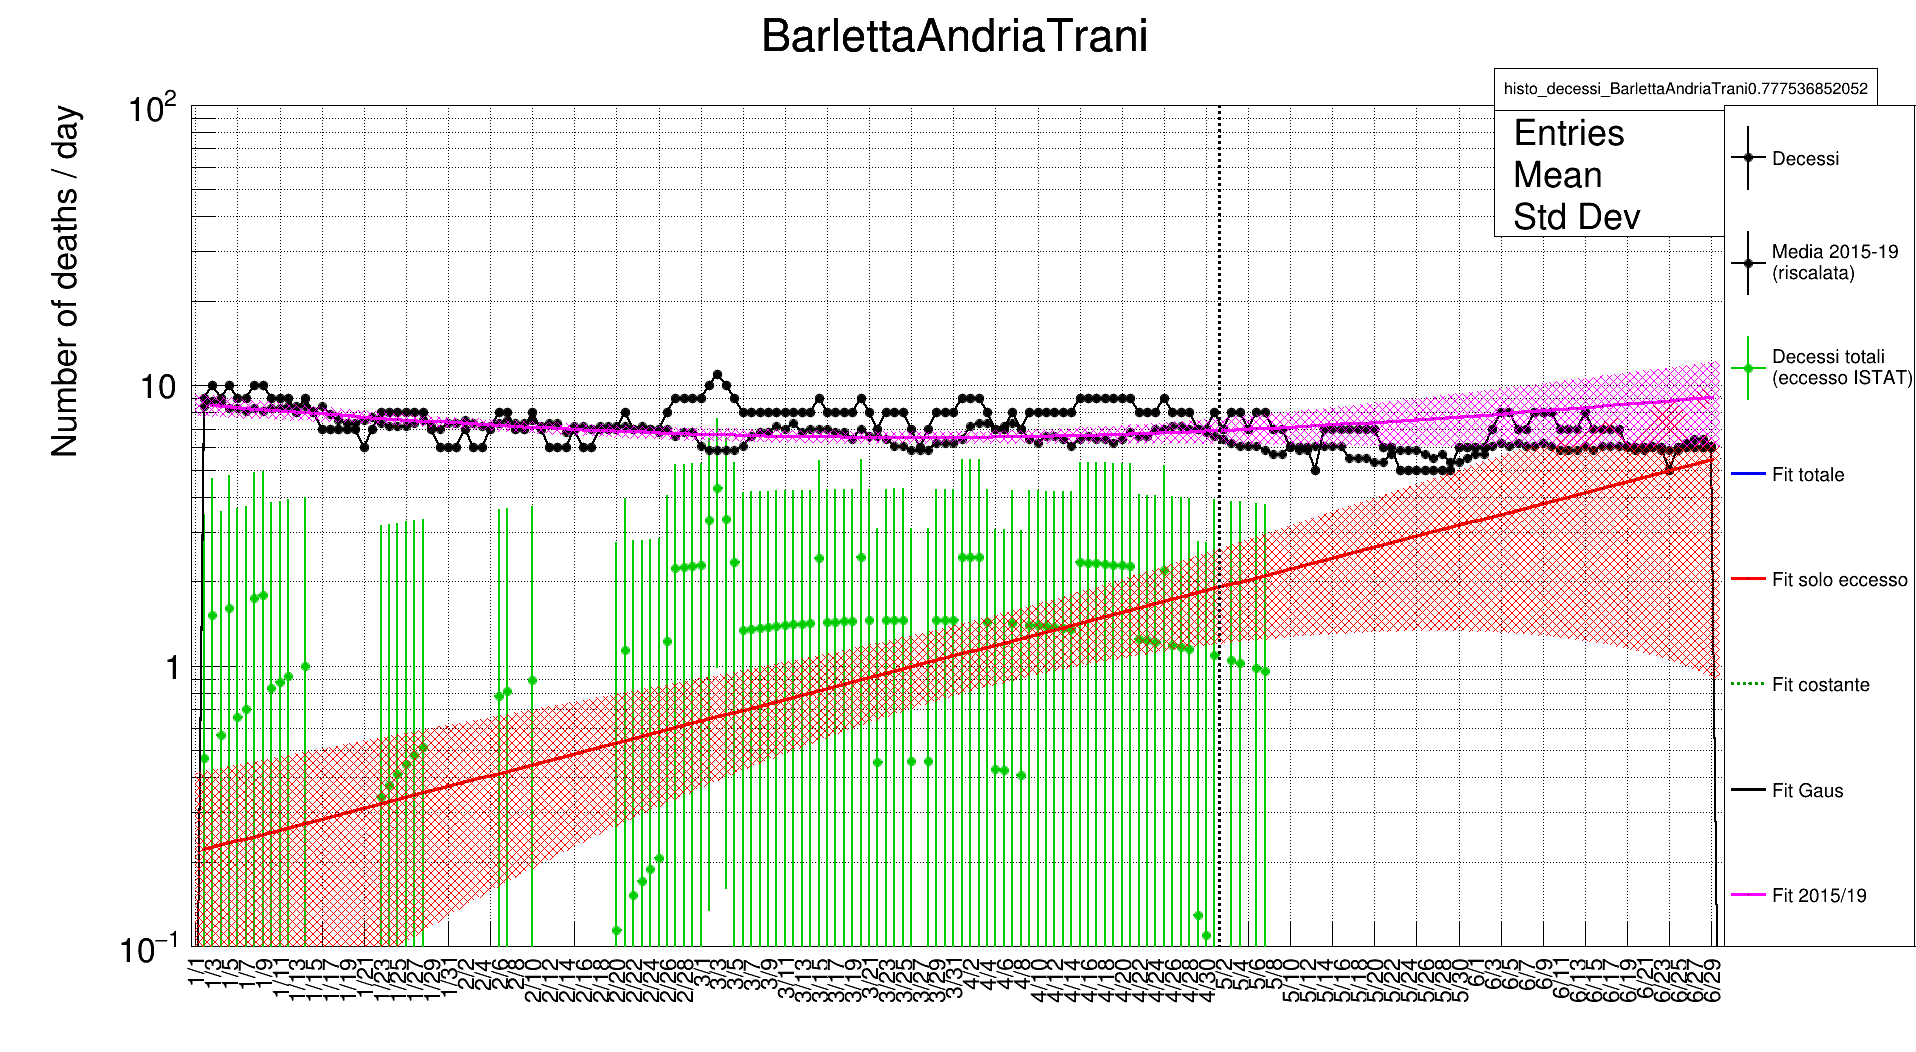 BarlettaAndriaTrani
Number of deaths / day
10²
10
1
10⁻¹
histo_decessi_BarlettaAndriaTrani0.777536852052
Entries
Mean
Std Dev
Decessi
Media 2015-19
(riscalata)
Decessi totali
(eccesso ISTAT)
Fit totale
Fit solo eccesso
Fit costante
Fit Gaus
Fit 2015/19
1/1 1/3 1/5 1/7 1/9 1/11 1/13 1/15 1/17 1/19 1/21 1/23 1/25 1/27 1/29 1/31 2/2 2/4 2/6 2/8 2/10 2/12 2/14 2/16 2/18 2/20 2/22 2/24 2/26 2/28 3/1 3/3 3/5 3/7 3/9 3/11 3/13 3/15 3/17 3/19 3/21 3/23 3/25 3/27 3/29 3/31 4/2 4/4 4/6 4/8 4/10 4/12 4/14 4/16 4/18 4/20 4/22 4/24 4/26 4/28 4/30 5/2 5/4 5/6 5/8 5/10 5/12 5/14 5/16 5/18 5/20 5/22 5/24 5/26 5/28 5/30 6/1 6/3 6/5 6/7 6/9 6/11 6/13 6/15 6/17 6/19 6/21 6/23 6/25 6/27 6/29